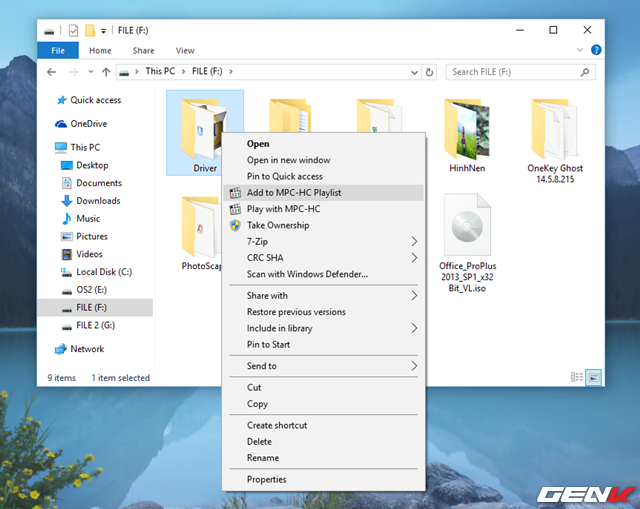 FILE (F:)
File Home Share View
This PC FILE (F:) Search FILE (F:)
Quick access
OneDrive
This PC
Desktop
Documents
Downloads
Music
Pictures
Videos
Local Disk (C:)
OS2 (E:)
FILE (F:)
FILE 2 (G:)
Network
Driver
HinhNen
OneKey Ghost
14.5.8.215
PhotoScap
Office_ProPlus
2013_SP1_x32
Bit_VL.iso
Open
Open in new window
Pin to Quick access
Add to MPC-HC Playlist
Play with MPC-HC
Take Ownership
7-Zip
CRC SHA
Scan with Windows Defender...
Share with
Restore previous versions
Include in library
Pin to Start
Send to
Cut
Copy
Create shortcut
Delete
Rename
Properties
9 items 1 item selected
GENK